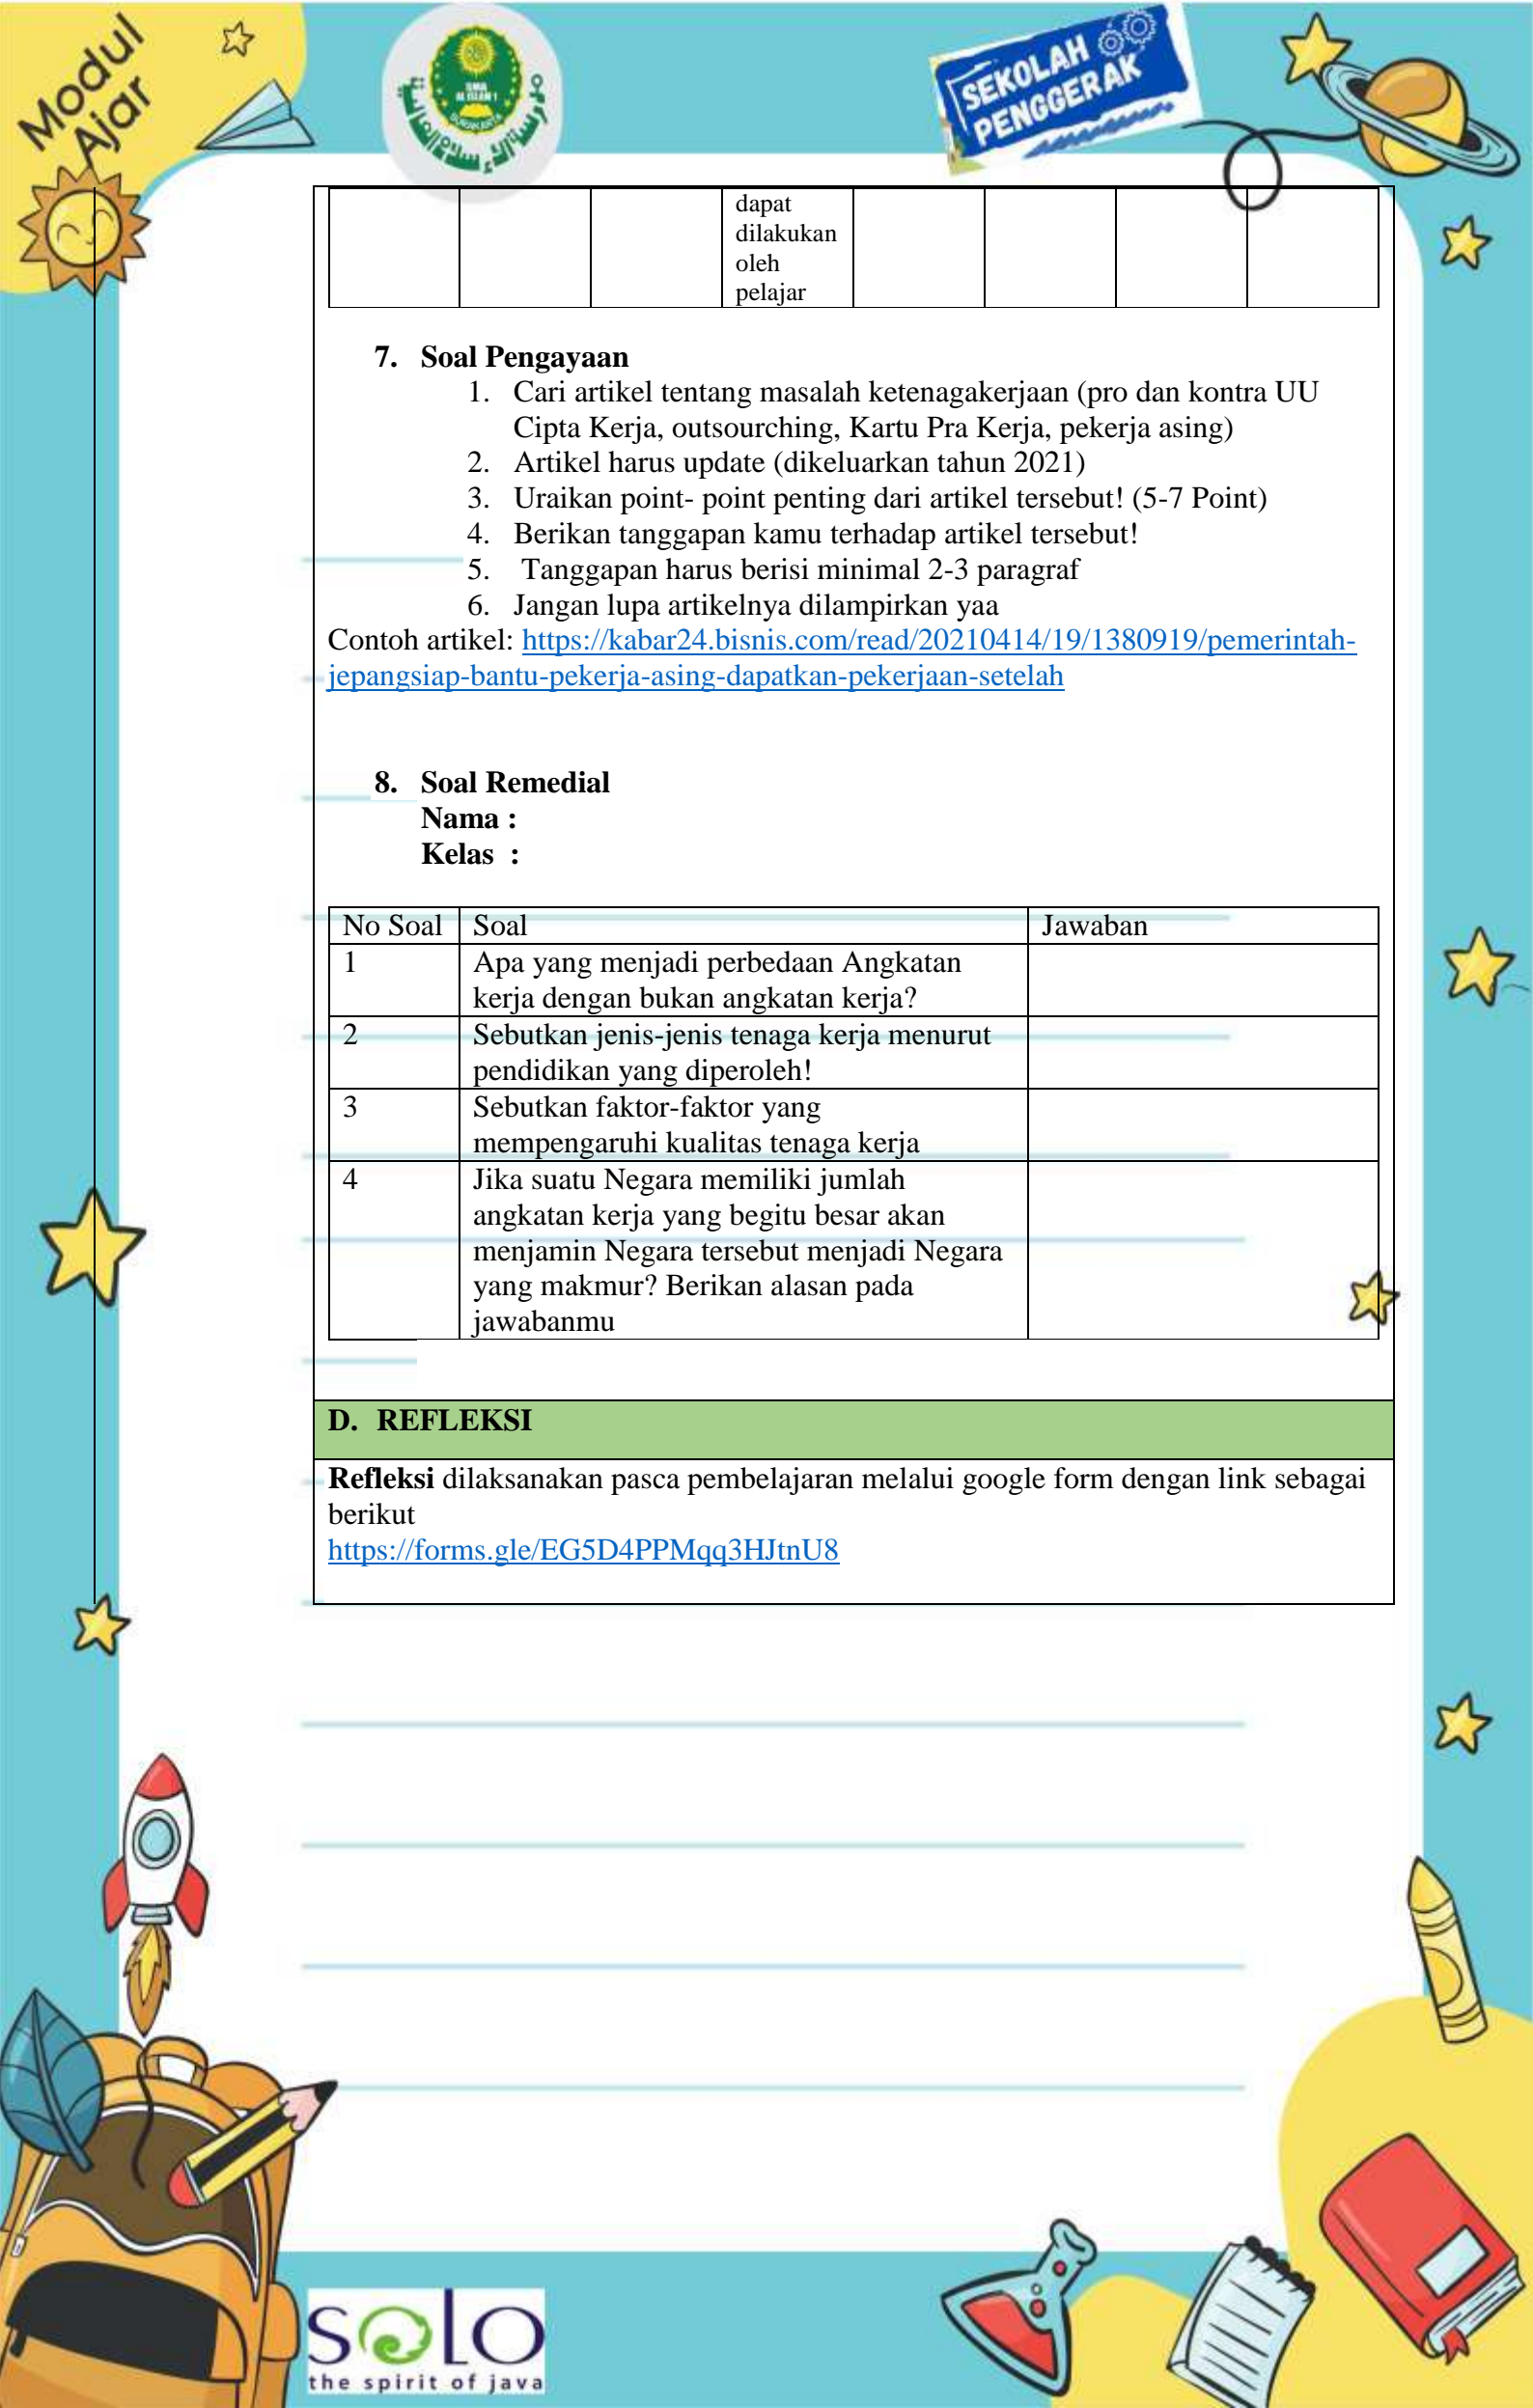 Modul
Ajar
SMA
AL ISLAM 1
SURAKARTA
SEKOLAH
PENGGERAK
dapat
dilakukan
oleh
pelajar
7. Soal Pengayaan
1. Cari artikel tentang masalah ketenagakerjaan (pro dan kontra UU
Cipta Kerja, outsourching, Kartu Pra Kerja, pekerja asing)
2. Artikel harus update (dikeluarkan tahun 2021)
3. Uraikan point- point penting dari artikel tersebut! (5-7 Point)
4. Berikan tanggapan kamu terhadap artikel tersebut!
5. Tanggapan harus berisi minimal 2-3 paragraf
6. Jangan lupa artikelnya dilampirkan yaa
Contoh artikel: https://kabar24.bisnis.com/read/20210414/19/1380919/pemerintah-
jepangsiap-bantu-pekerja-asing-dapatkan-pekerjaan-setelah
8. Soal Remedial
Nama :
Kelas :
No Soal Soal Jawaban
1 Apa yang menjadi perbedaan Angkatan
kerja dengan bukan angkatan kerja?
2 Sebutkan jenis-jenis tenaga kerja menurut
pendidikan yang diperoleh!
3 Sebutkan faktor-faktor yang
mempengaruhi kualitas tenaga kerja
4 Jika suatu Negara memiliki jumlah
angkatan kerja yang begitu besar akan
menjamin Negara tersebut menjadi Negara
yang makmur? Berikan alasan pada
jawabanmu
D. REFLEKSI
Refleksi dilaksanakan pasca pembelajaran melalui google form dengan link sebagai
berikut
https://forms.gle/EG5D4PPMqq3HJtnU8
solo
the spirit of java